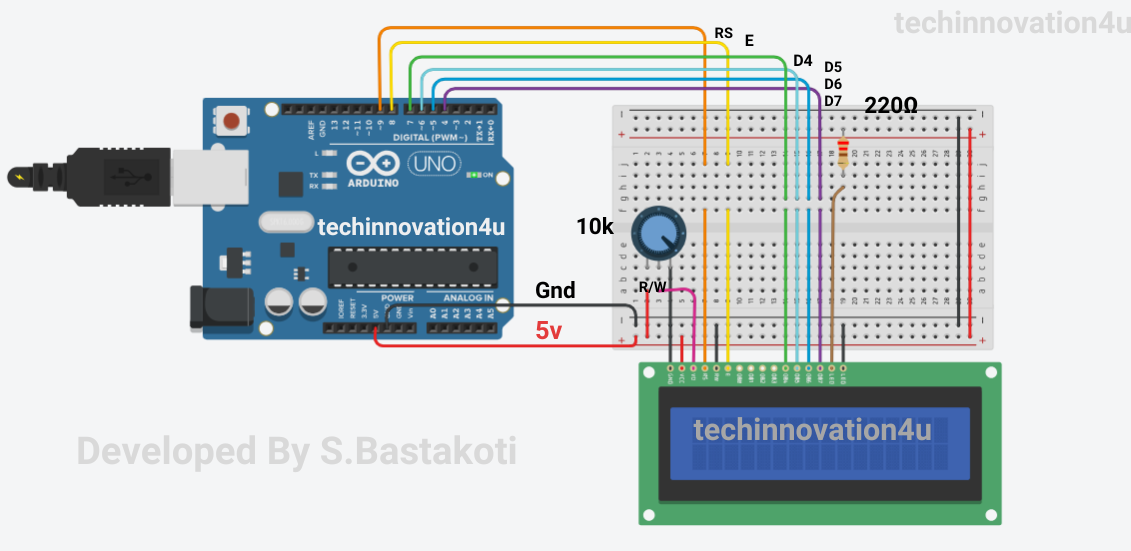 techinnovation4u
RS
E
D4
D5
D6
D7
220Ω
AREF
GND
13
12
~11
~10
~9
8
7
~6
~5
4
~3
2
TX→1
RX←0
DIGITAL (PWM~)
L
TX
RX
ARDUINO
UNO
ON
techinnovation4u
10k
POWER
ANALOG IN
IOREF
RESET
3.3V
5V
GND
Vin
A0
A1
A2
A3
A4
A5
Gnd
5v
R/W
techinnovation4u
Developed By S.Bastakoti